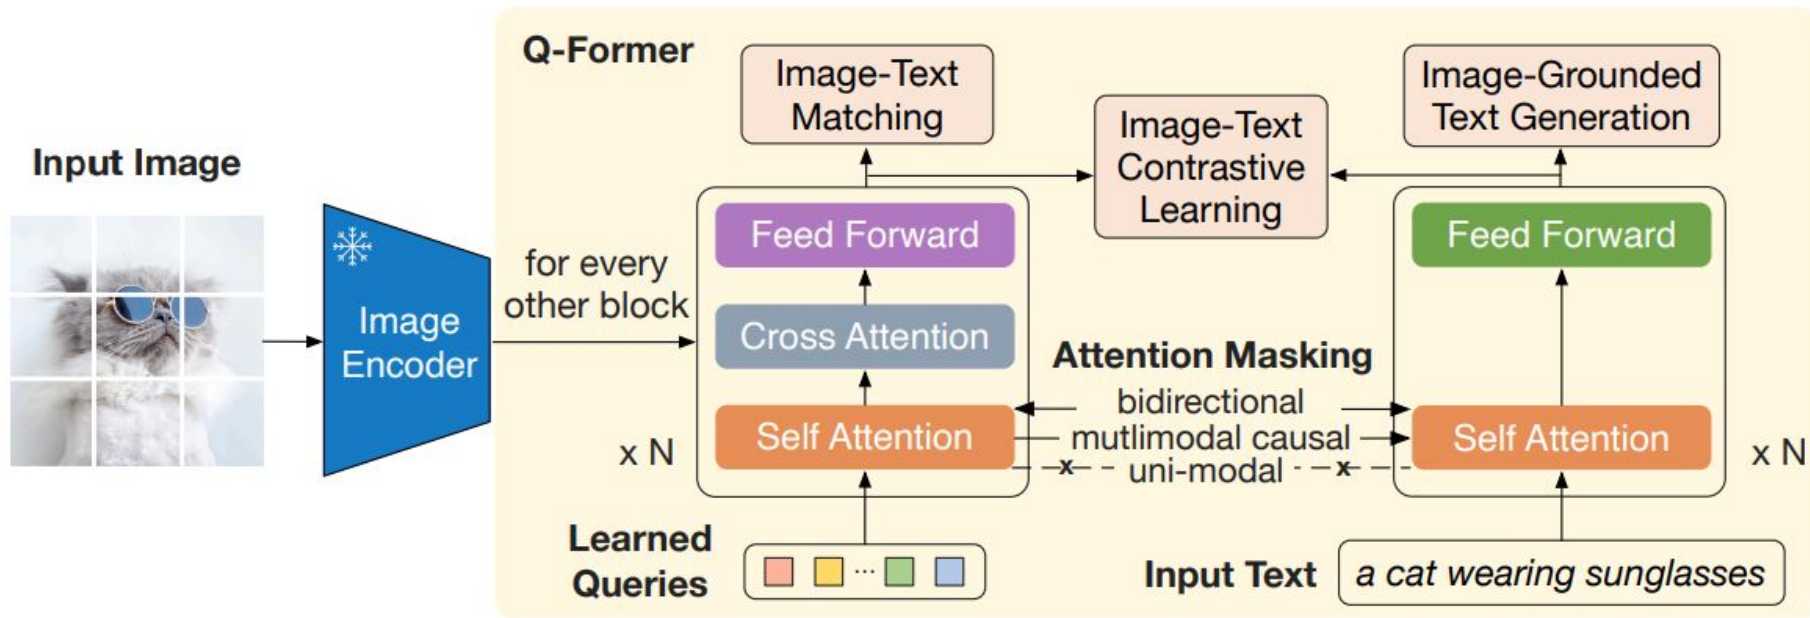 Q-Former
Image-Text
Matching
Image-Text
Contrastive
Learning
Image-Grounded
Text Generation
Input Image
Image
Encoder
for every
other block
Feed Forward
Cross Attention
Self Attention
x N
Attention Masking
bidirectional
mutlimodal causal
x uni-modal x
Feed Forward
Self Attention
x N
Learned
Queries
...
Input Text
a cat wearing sunglasses